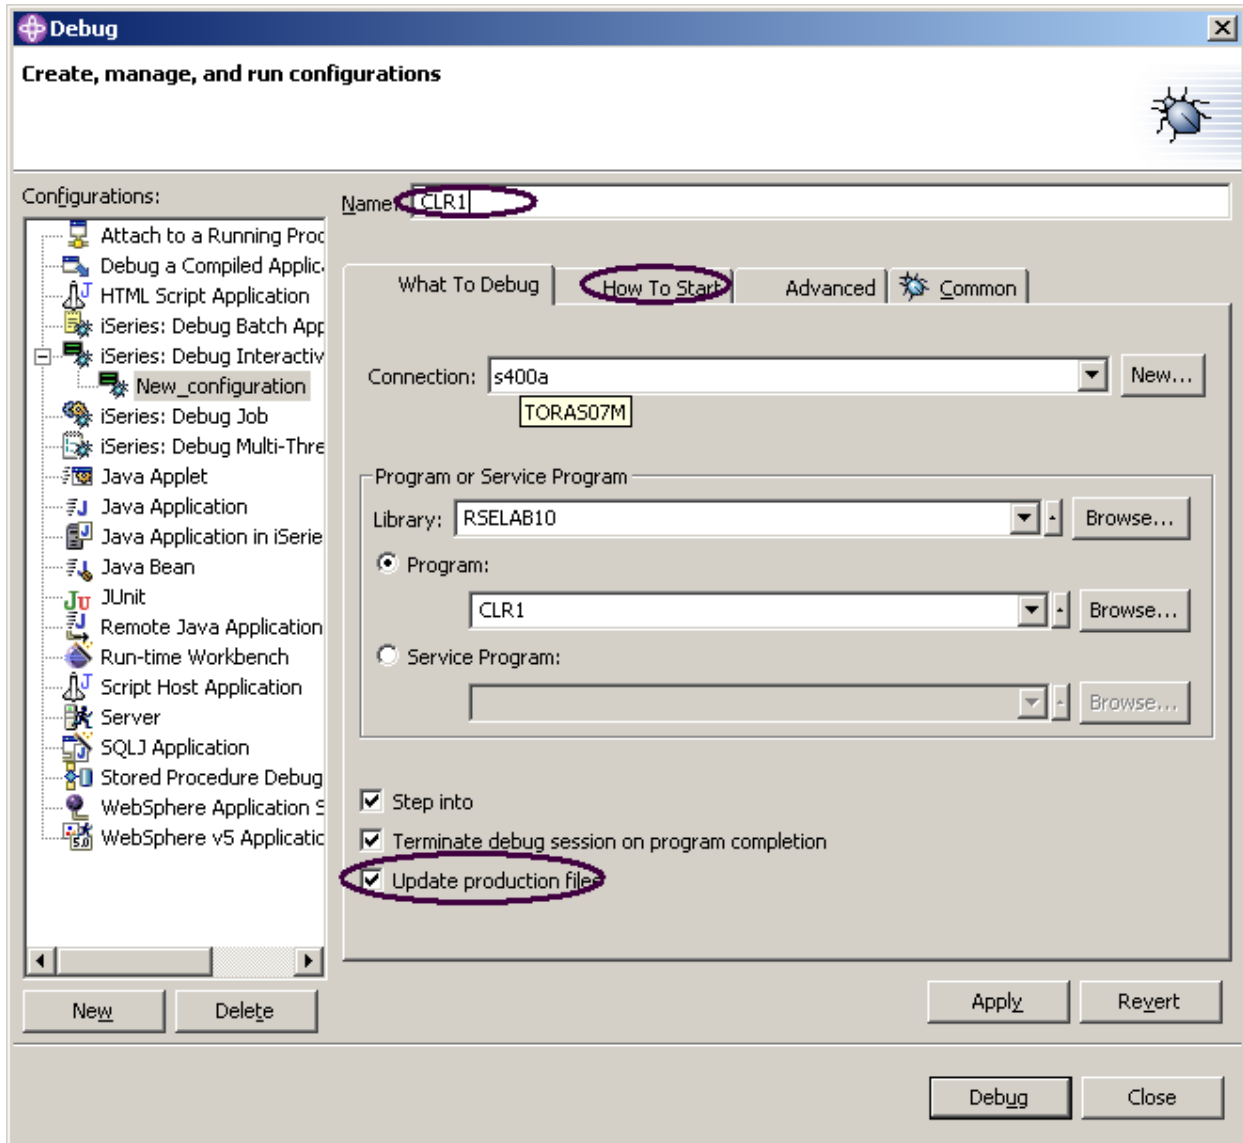 Debug
Create, manage, and run configurations
Configurations:
Attach to a Running Proc
Debug a Compiled Applic
HTML Script Application
iSeries: Debug Batch App
iSeries: Debug Interactiv
New_configuration
iSeries: Debug Job
iSeries: Debug Multi-Thre
Java Applet
Java Application
Java Application in iSerie
Java Bean
JUnit
Remote Java Application
Run-time Workbench
Script Host Application
Server
SQLJ Application
Stored Procedure Debug
WebSphere Application S
WebSphere v5 Applicatic
New
Delete
Name: CLR1
What To Debug
How To Start
Advanced
Common
Connection: s400a
New...
TORAS07M
Program or Service Program
Library: RSELAB10
Browse...
Program:
CLR1
Browse...
Service Program:
Browse...
Step into
Terminate debug session on program completion
Update production files
Apply
Revert
Debug
Close